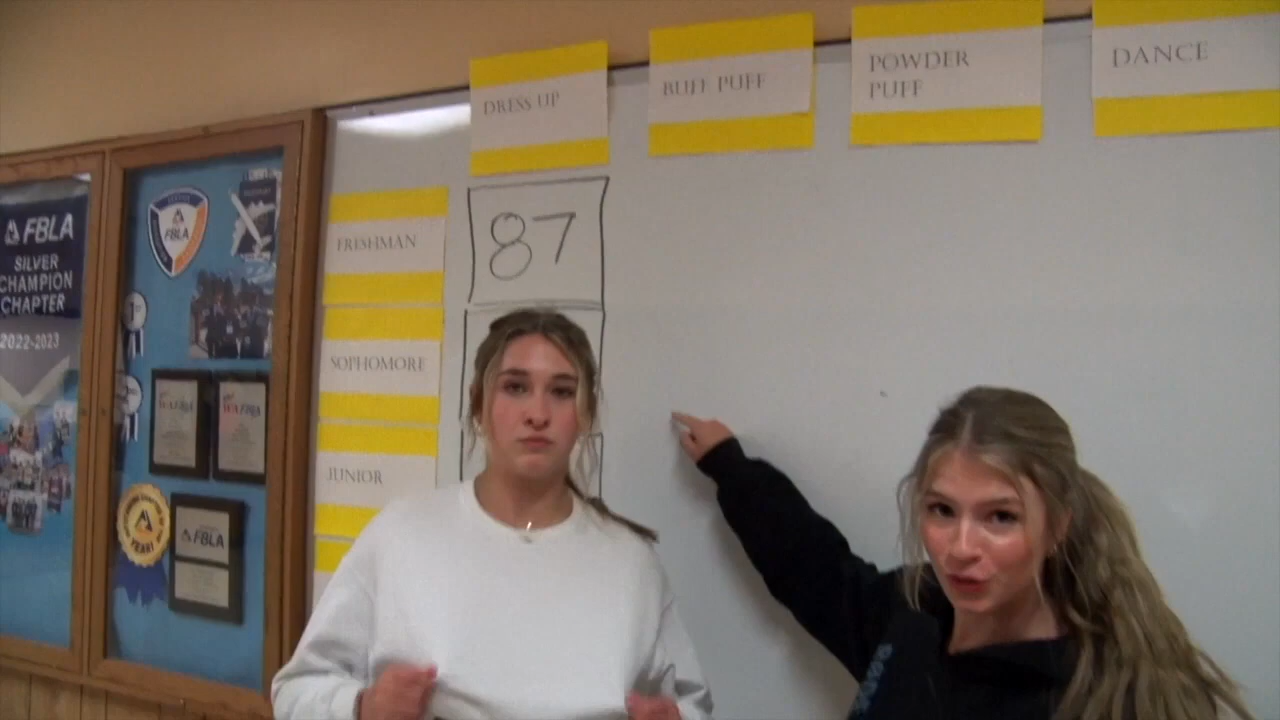 DRESS UP
BUFF PUFF
POWDER
PUFF
DANCE
FRESHMAN
87
SOPHOMORE
JUNIOR
FBLA
SILVER
CHAMPION
CHAPTER
2022-2023
FBLA
FBLA
YEAR!